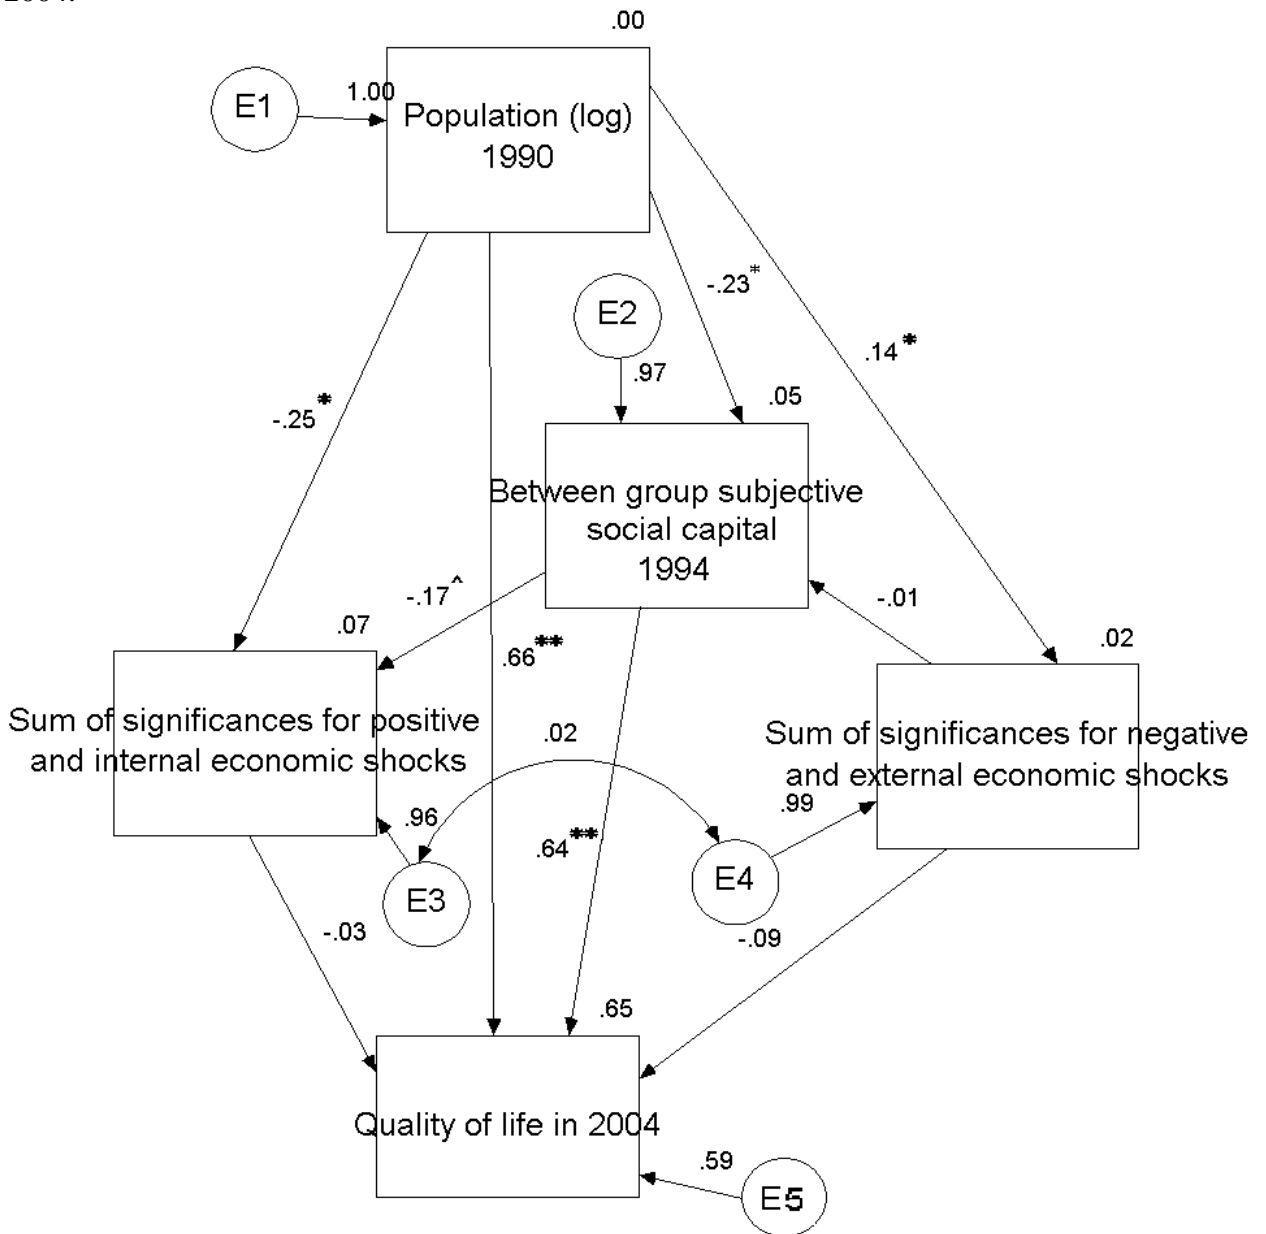 .00
E1
1.00
Population (log)
1990
-.23*
E2
.14*
.97
.05
-.25*
Between group subjective
social capital
1994
-.17^
-.01
.07
.02
.66**
Sum of significances for positive
and internal economic shocks
.02
Sum of significances for negative
and external economic shocks
.96
.99
.64**
E3
E4
-.03
-.09
.65
Quality of life in 2004
.59
E5